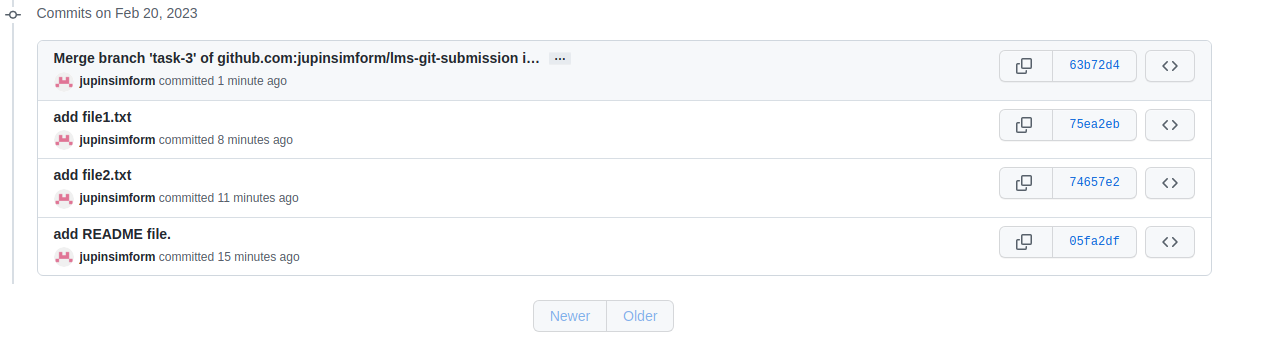 Commits on Feb 20, 2023
Merge branch 'task-3' of github.com:jupinsimform/lms-git-submission i… …
63b72d4
jupinsimform committed 1 minute ago
add file1.txt
75ea2eb
jupinsimform committed 8 minutes ago
add file2.txt
74657e2
jupinsimform committed 11 minutes ago
add README file.
05fa2df
jupinsimform committed 15 minutes ago
Newer Older